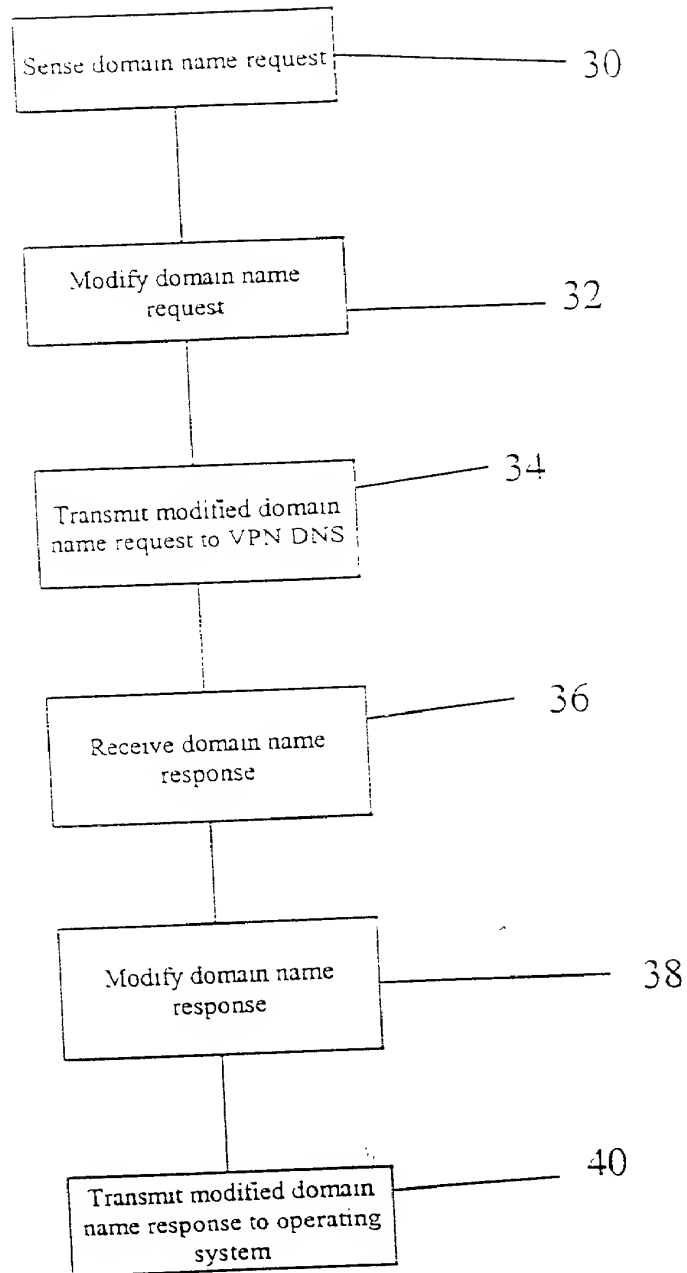 Sense domain name request
30
Modify domain name
request
32
Transmit modified domain
name request to VPN DNS
34
Receive domain name
response
36
Modify domain name
response
38
Transmit modified domain
name response to operating
system
40